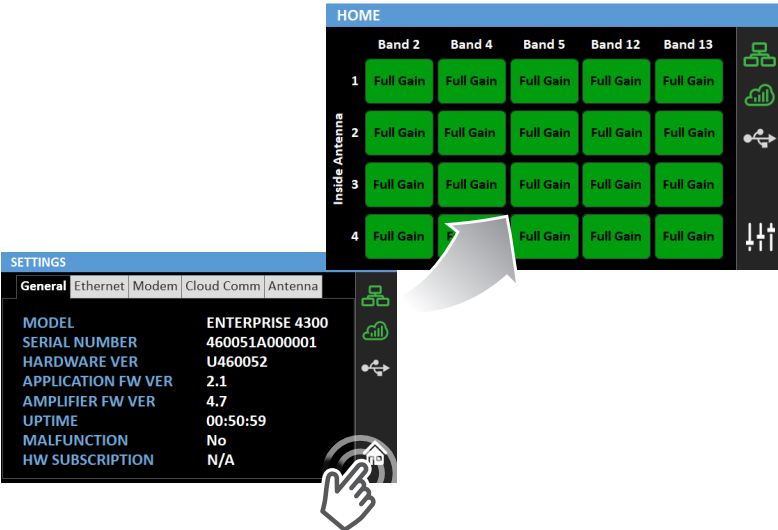 HOME
Band 2 Band 4 Band 5 Band 12 Band 13
Inside Antenna
1 Full Gain Full Gain Full Gain Full Gain Full Gain
2 Full Gain Full Gain Full Gain Full Gain Full Gain
3 Full Gain Full Gain Full Gain Full Gain Full Gain
4 Full Gain F Full Gain Full Gain Full Gain
SETTINGS
General Ethernet Modem Cloud Comm Antenna
MODEL ENTERPRISE 4300
SERIAL NUMBER 460051A000001
HARDWARE VER U460052
APPLICATION FW VER 2.1
AMPLIFIER FW VER 4.7
UPTIME 00:50:59
MALFUNCTION No
HW SUBSCRIPTION N/A